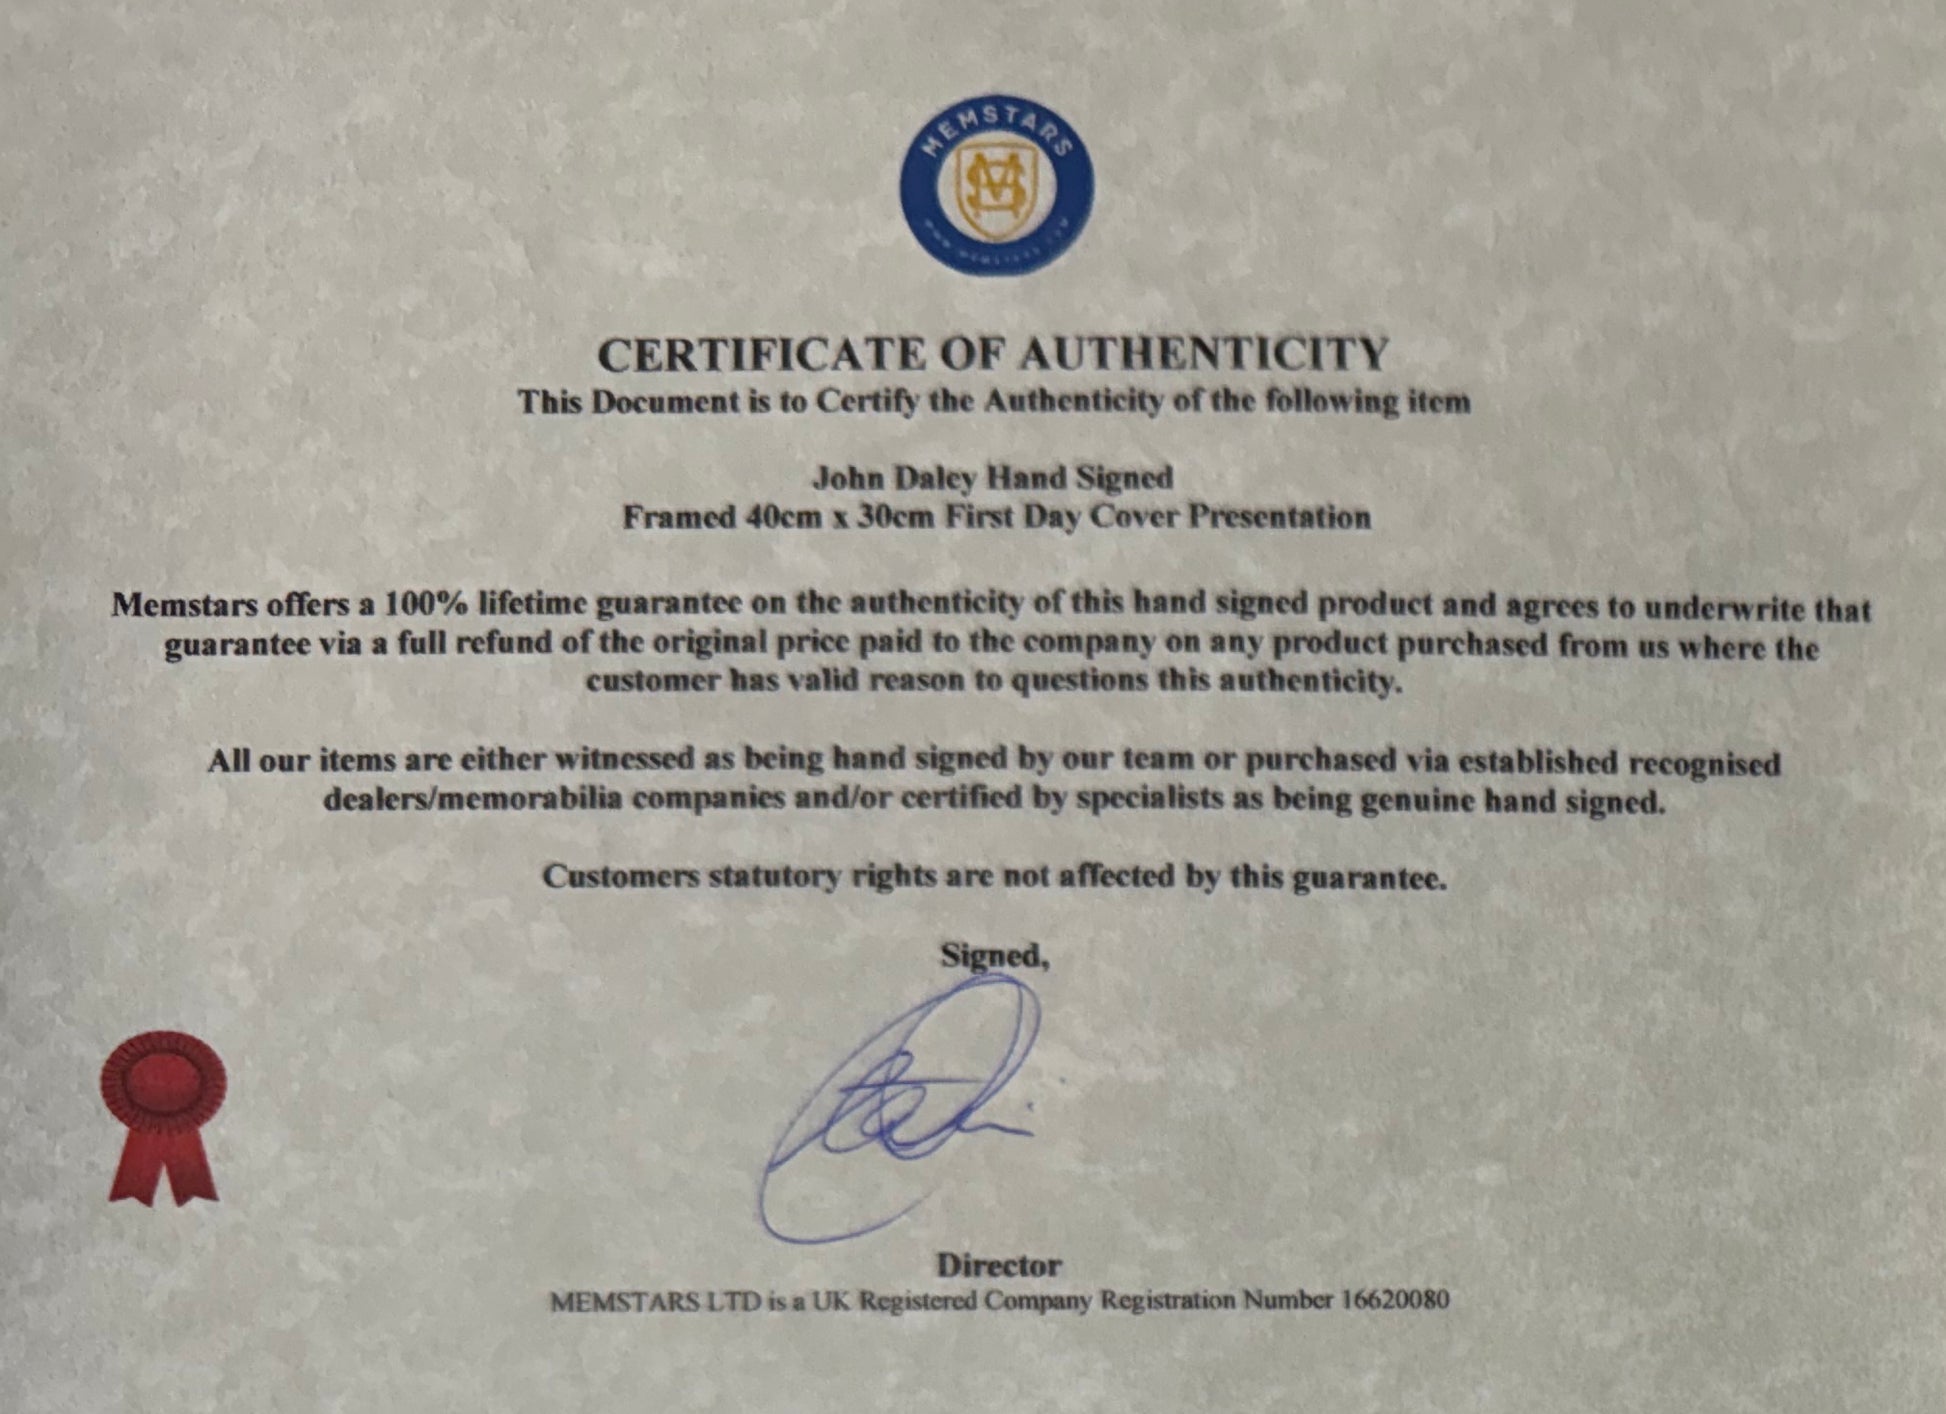 MEMSTARS
CERTIFICATE OF AUTHENTICITY
This Document is to Certify the Authenticity of the following item
John Daley Hand Signed
Framed 40cm x 30cm First Day Cover Presentation
Memstars offers a 100% lifetime guarantee on the authenticity of this hand signed product and agrees to underwrite that
guarantee via a full refund of the original price paid to the company on any product purchased from us where the
customer has valid reason to questions this authenticity.
All our items are either witnessed as being hand signed by our team or purchased via established recognised
dealers/memorabilia companies and/or certified by specialists as being genuine hand signed.
Customers statutory rights are not affected by this guarantee.
Signed,
Director
MEMSTARS LTD is a UK Registered Company Registration Number 16620080